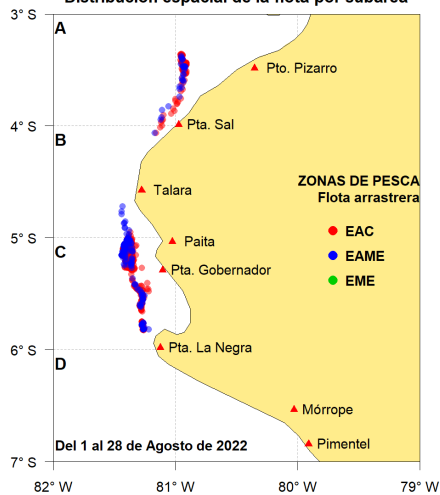 Distribución espacial de la flota por subárea
3° S
A
Pto. Pizarro
4° S
Pta. Sal
B
ZONAS DE PESCA
Talara
Flota arrastrera
EAC
5° S
Paita
C
EAME
Pta. Gobernador
EME
6° S
Pta. La Negra
D
Mórrope
Del 1 al 28 de Agosto de 2022
Pimentel
7° S
82° W
81° W
80° W
79° W